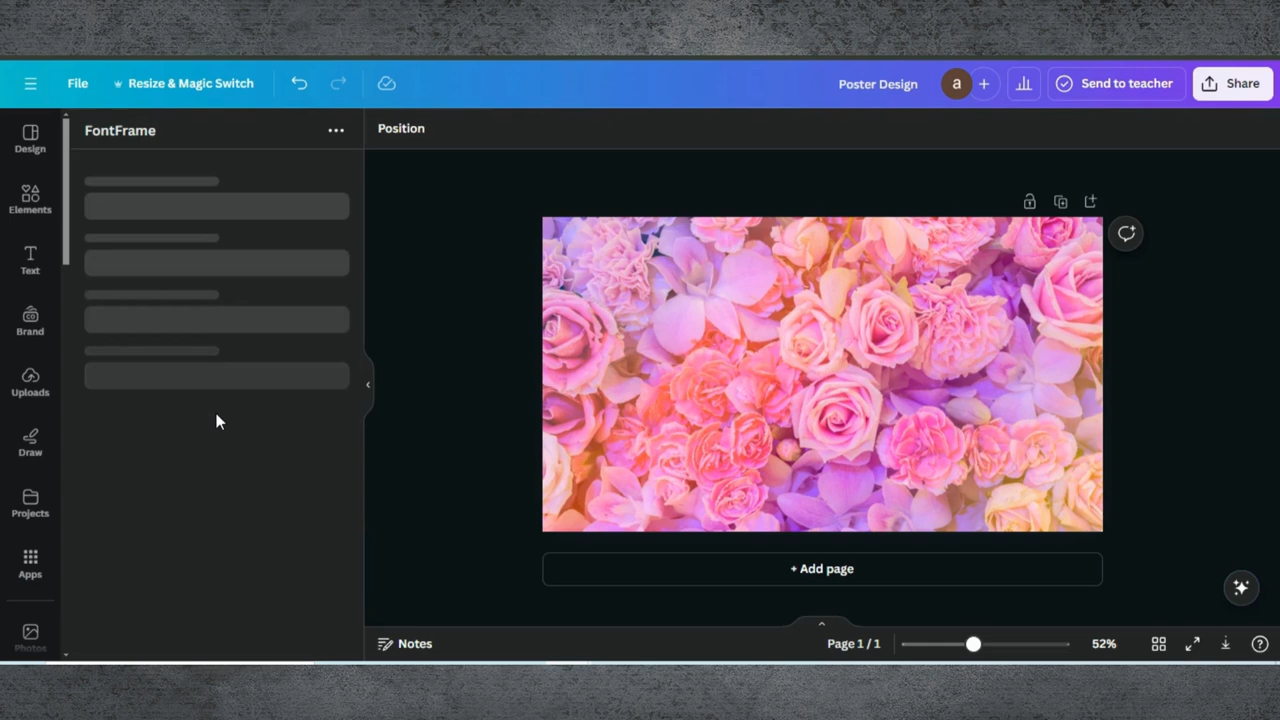 File
Resize & Magic Switch
Poster Design
a
Send to teacher
Share
Design
Elements
Text
Brand
Uploads
Draw
Projects
Apps
Photos
FontFrame
Position
+ Add page
Notes
Page 1 / 1
52%